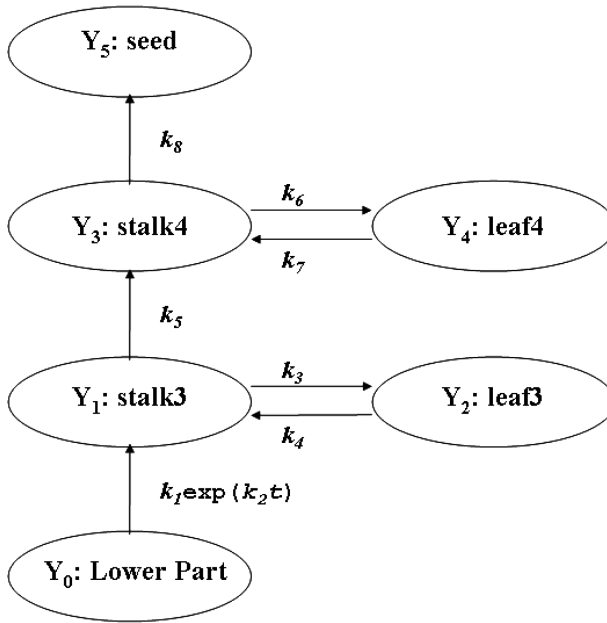 Y₅: seed
k₈
k₆
Y₃: stalk4
Y₄: leaf4
k₇
k₅
k₃
Y₁: stalk3
Y₂: leaf3
k₄
k₁exp(k₂t)
Y₀: Lower Part